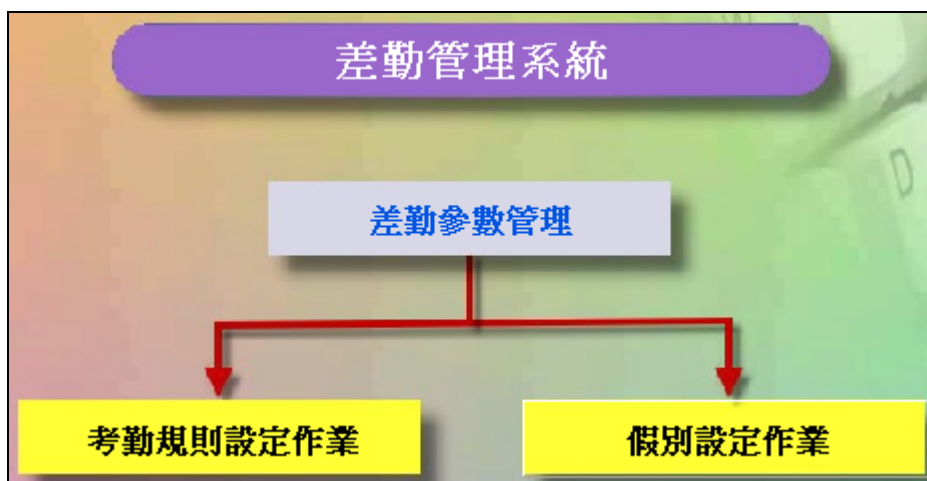 差勤管理系統
差勤參數管理
考勤規則設定作業
假別設定作業